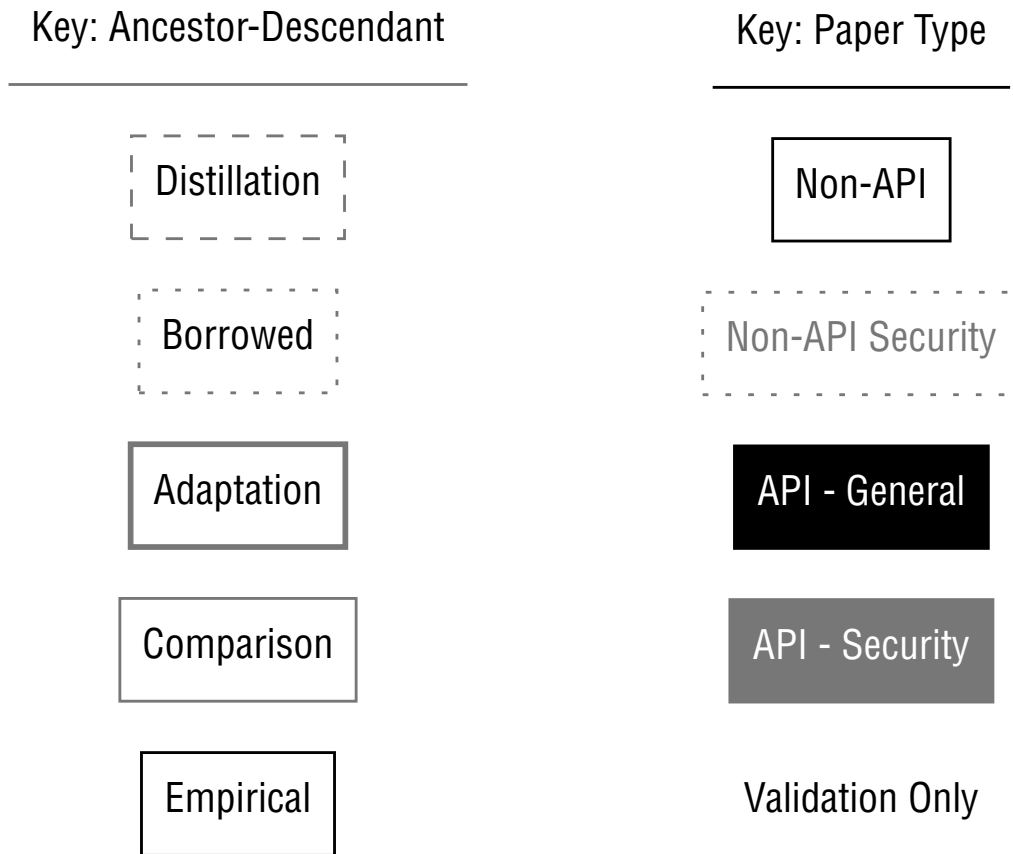 Key: Ancestor-Descendant
Distillation
Borrowed
Adaptation
Comparison
Empirical
Key: Paper Type
Non-API
Non-API Security
API - General
API - Security
Validation Only